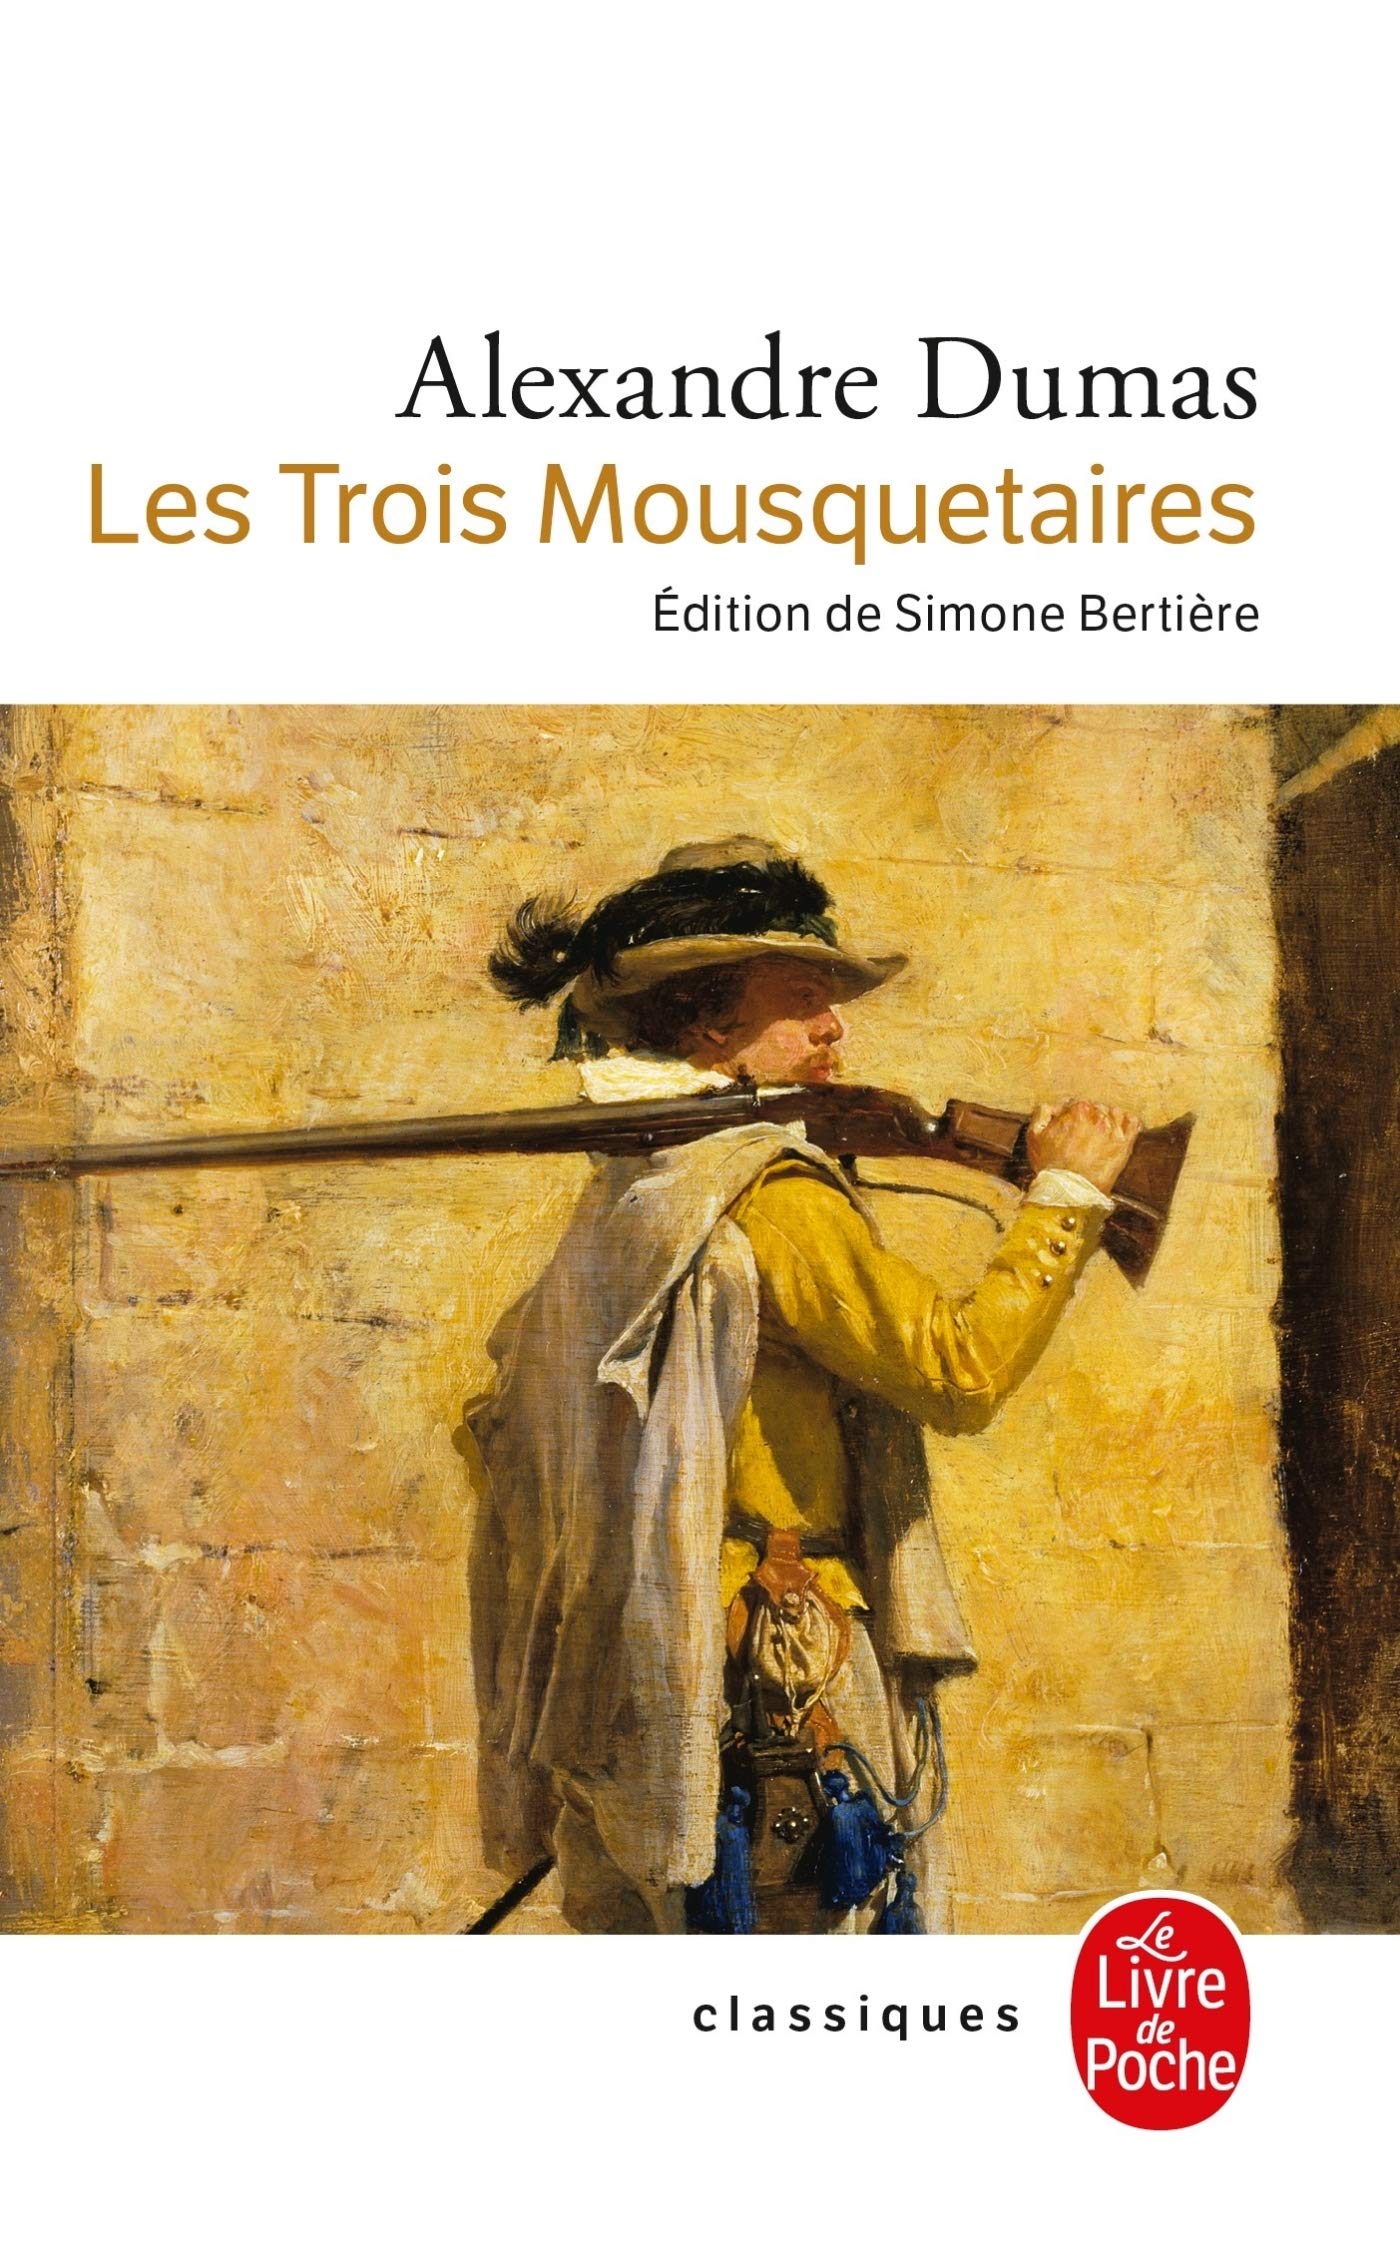 Alexandre Dumas
Les Trois Mousquetaires
Édition de Simone Bertière
classiques
Le
Livre
de
Poche